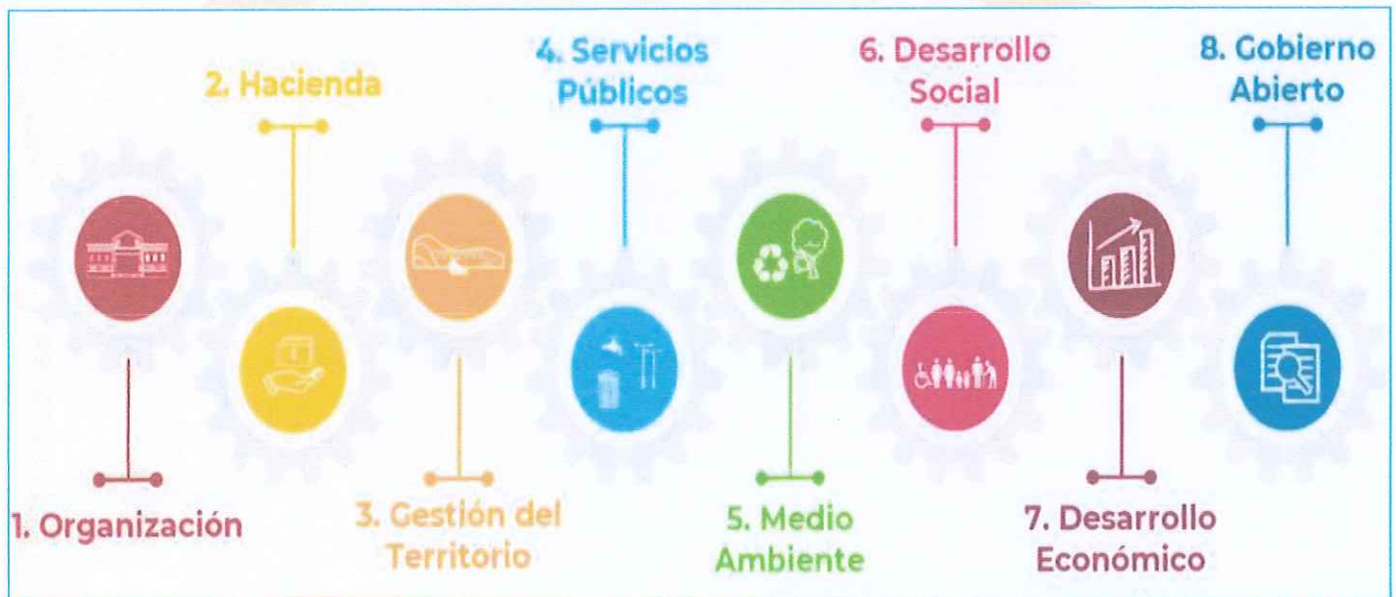 1. Organización
2. Hacienda
3. Gestión del
Territorio
4. Servicios
Públicos
5. Medio
Ambiente
6. Desarrollo
Social
7. Desarrollo
Económico
8. Gobierno
Abierto